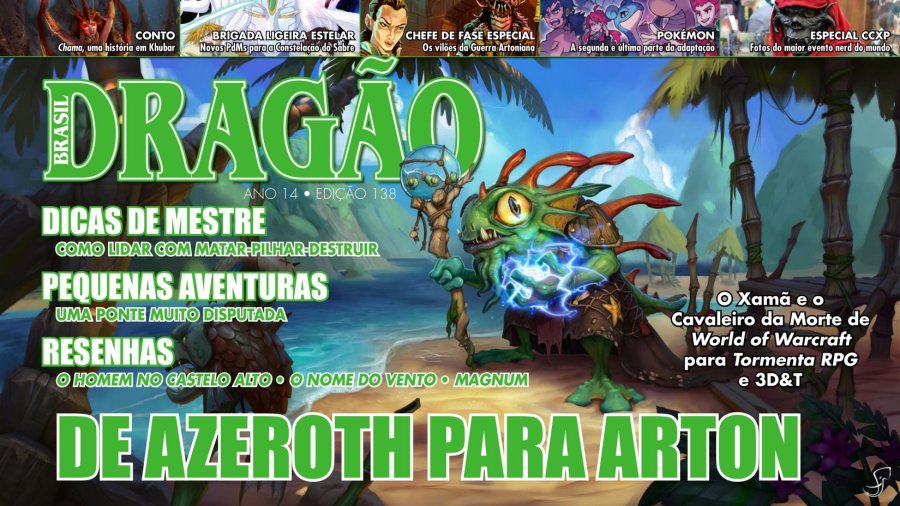 CONTO
Chama, uma história em Khubar
BRIGADA LIGEIRA ESTELAR
Novos PdMs para a Constelação do Sabre
CHEFE DE FASE ESPECIAL
Os vilões da Guerra Artoniana
POKÉMON
A segunda e última parte da adaptação
ESPECIAL CCXP
Fotos do maior evento nerd do mundo
BRASIL
DRAGÃO
ANO 14 • EDIÇÃO 138
DICAS DE MESTRE
COMO LIDAR COM MATAR-PILHAR-DESTRUIR
PEQUENAS AVENTURAS
UMA PONTE MUITO DISPUTADA
RESENHAS
O HOMEM NO CASTELO ALTO • O NOME DO VENTO • MAGNUM
O Xamã e o
Cavaleiro da Morte de
World of Warcraft
para Tormenta RPG
e 3D&T
DE AZEROTH PARA ARTON